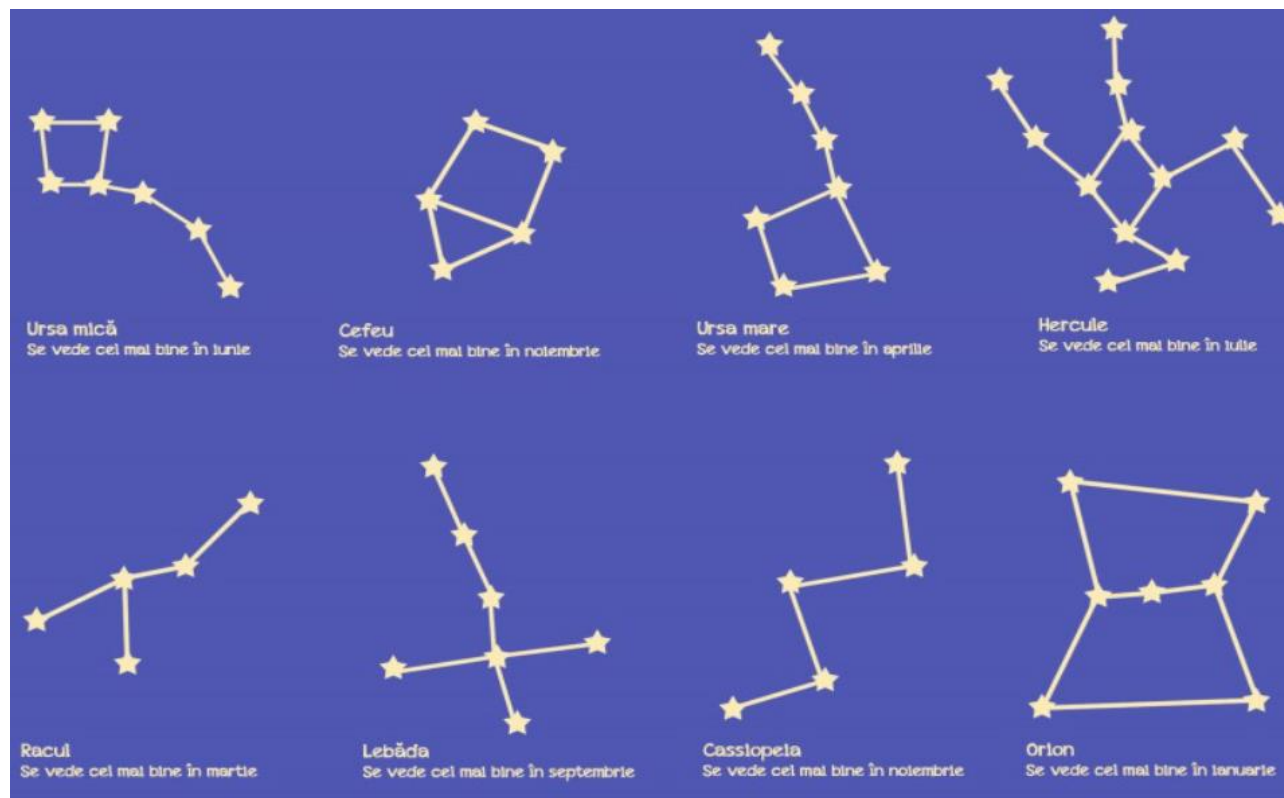 Ursa mică
Se vede cel mai bine în iunie
Cefeu
Se vede cel mai bine în noiembrie
Ursa mare
Se vede cel mai bine în aprilie
Hercule
Se vede cel mai bine în iulie
Racul
Se vede cel mai bine în martie
Lebăda
Se vede cel mai bine în septembrie
Cassiopeia
Se vede cel mai bine în noiembrie
Orion
Se vede cel mai bine în ianuarie